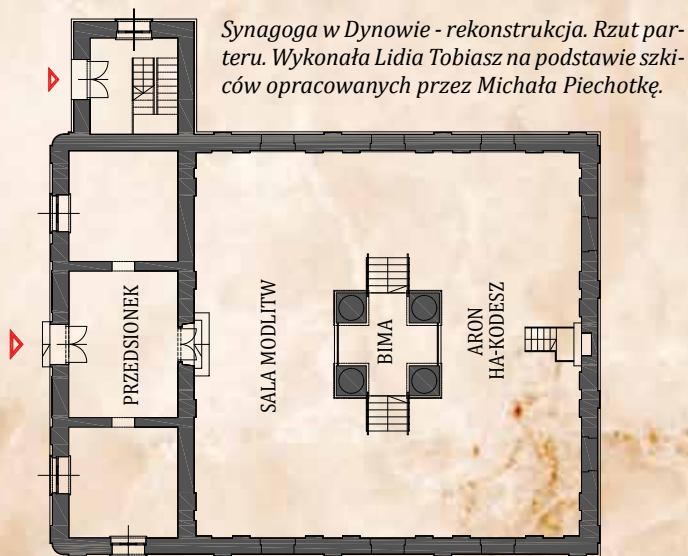 Synagoga w Dynowie - rekonstrukcja. Rzut par-
teru. Wykonała Lidia Tobiasz na podstawie szki-
ców opracowanych przez Michała Piechotkę.
PRZEDSIONEK
SALA MODLITW
BIMA
ARON
HA-KODESZ